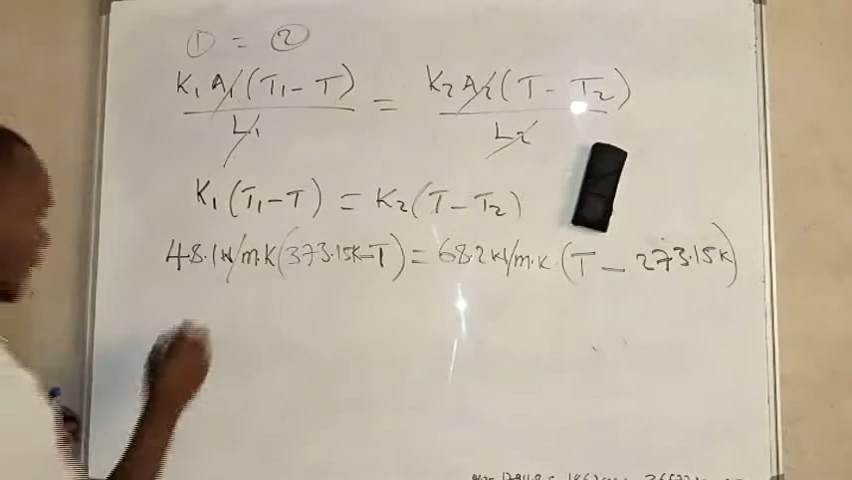 ① = ②
K₁A₁(T₁-T)/L₁ = K₂A₂(T-T₂)/L₂
K₁(T₁-T) = K₂(T-T₂)
48.1W/m.K(373.15K-T) = 68.2W/m.K.(T-273.15K)